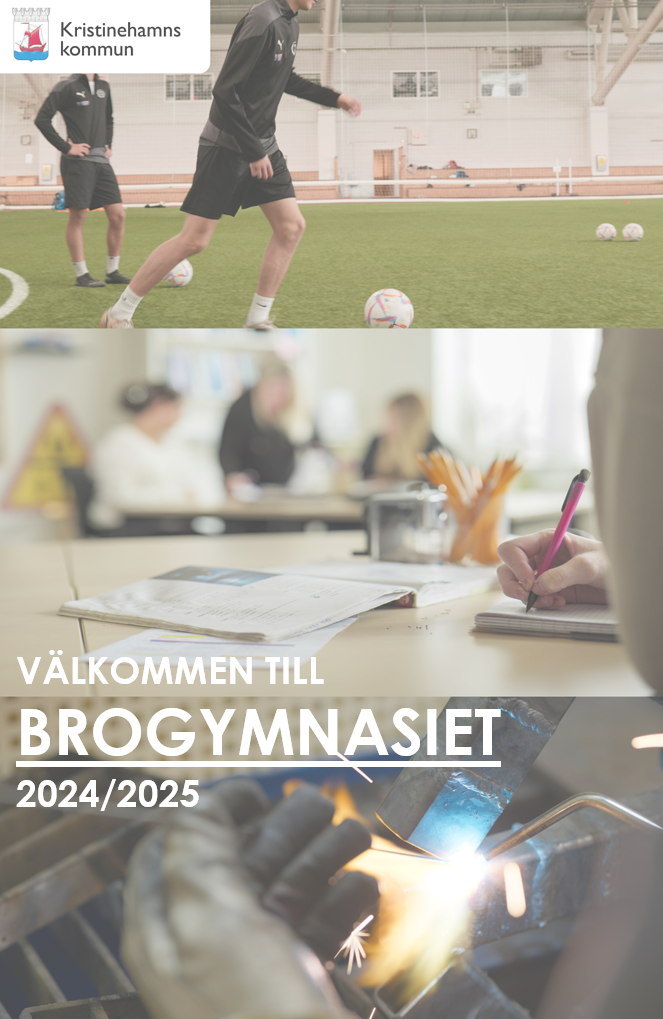 Kristinehamns
kommun
VÄLKOMMEN TILL
BROGYMNASIET
2024/2025